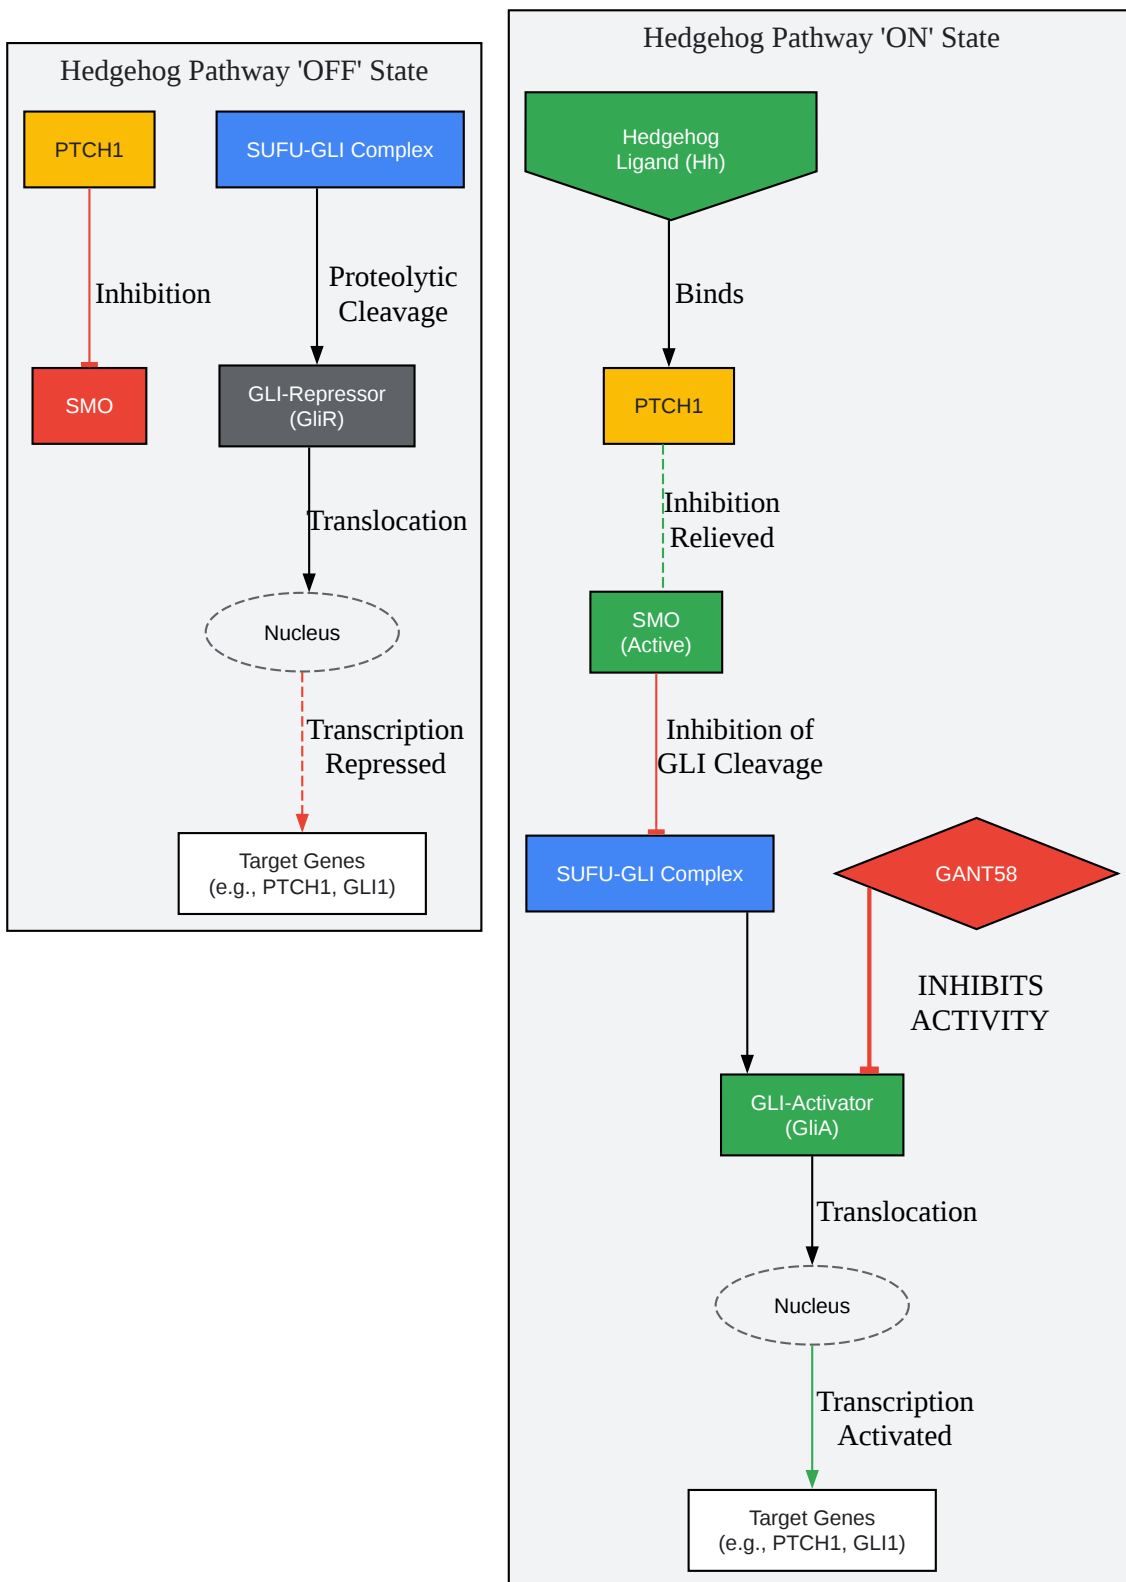 Hedgehog Pathway 'OFF' State
PTCH1
SUFU-GLI Complex
Inhibition
Proteolytic
Cleavage
SMO
GLI-Repressor
(GliR)
Translocation
Nucleus
Transcription
Repressed
Target Genes
(e.g., PTCH1, GLI1)
Hedgehog Pathway 'ON' State
Hedgehog
Ligand (Hh)
Binds
PTCH1
Inhibition
Relieved
SMO
(Active)
Inhibition of
GLI Cleavage
SUFU-GLI Complex
GANT58
INHIBITS
ACTIVITY
GLI-Activator
(GliA)
Translocation
Nucleus
Transcription
Activated
Target Genes
(e.g., PTCH1, GLI1)